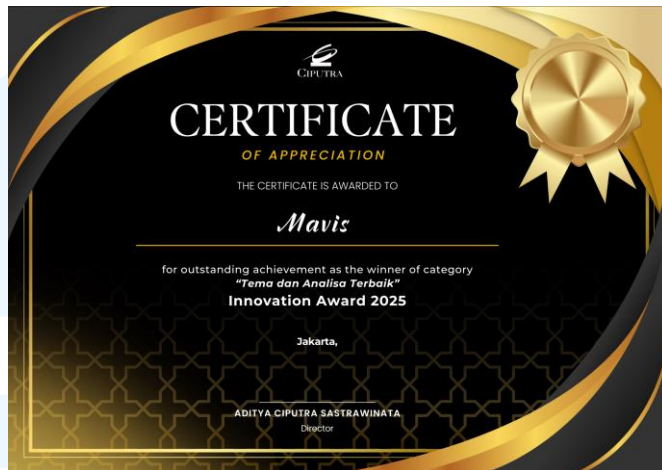 CIPUTRA
CERTIFICATE
OF APPRECIATION
THE CERTIFICATE IS AWARDED TO
Mavis
for outstanding achievement as the winner of category
“Tema dan Analisa Terbaik”
Innovation Award 2025
Jakarta,
ADITYA CIPUTRA SASTRAWINATA
Director